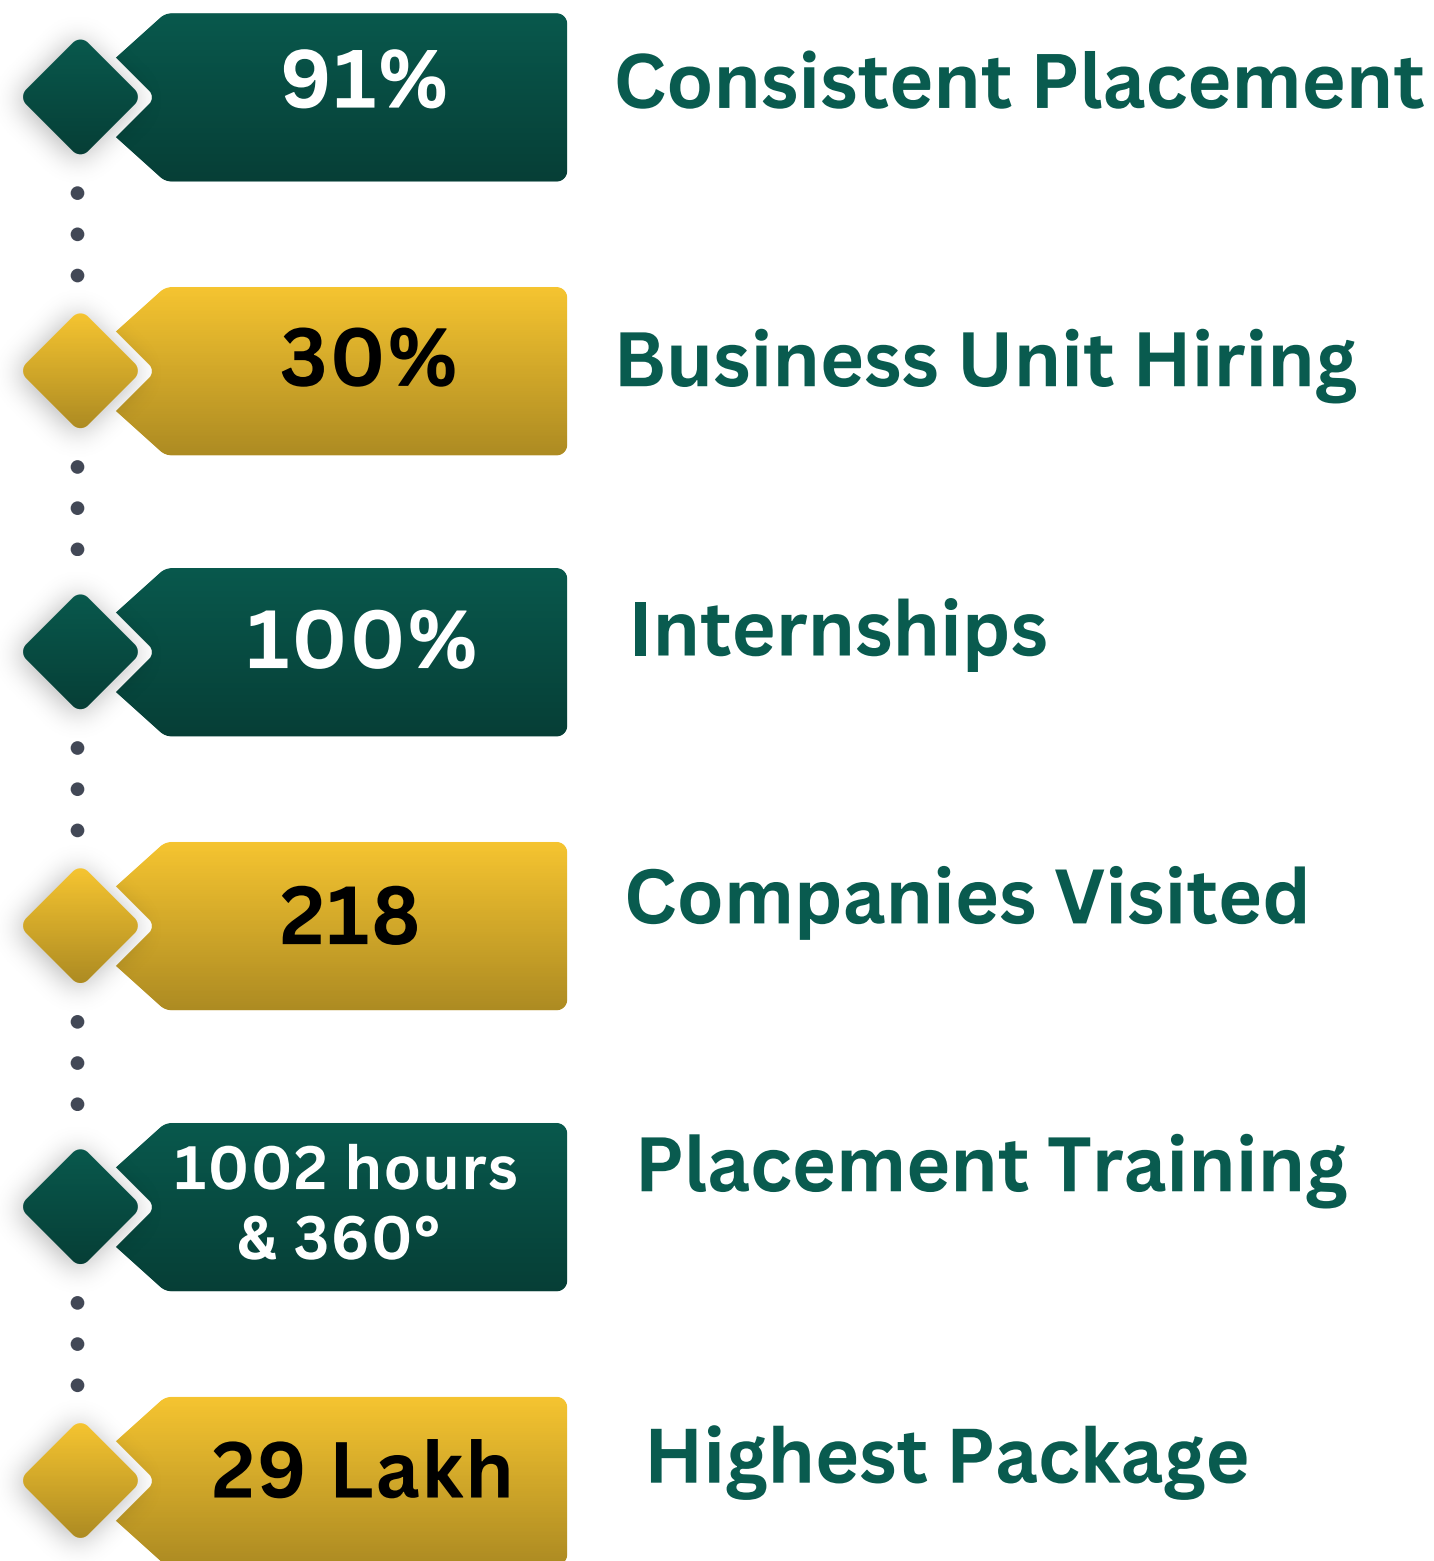 91%
Consistent Placement
30%
Business Unit Hiring
100%
Internships
218
Companies Visited
1002 hours
& 360°
Placement Training
29 Lakh
Highest Package